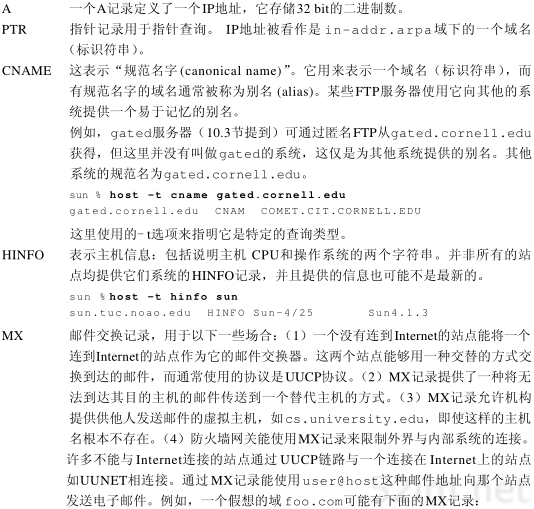 A 一个A记录定义了一个IP地址，它存储32 bit的二进制数。
PTR 指针记录用于指针查询。 IP地址被看作是in-addr.arpa域下的一个域名
（标识符串）。
CNAME 这表示“规范名字(canonical name)”。它用来表示一个域名（标识符串），而
有规范名字的域名通常被称为别名 (alias)。某些FTP服务器使用它向其他的系
统提供一个易于记忆的别名。
例如，gated服务器（10.3节提到）可通过匿名FTP从gated.cornell.edu
获得，但这里并没有叫做gated的系统，这仅是为其他系统提供的别名。其他
系统的规范名为gated.cornell.edu。
sun % host -t cname gated.cornell.edu
gated.cornell.edu CNAM COMET.CIT.CORNELL.EDU
这里使用的-t选项来指明它是特定的查询类型。
HINFO 表示主机信息：包括说明主机 CPU和操作系统的两个字符串。并非所有的站
点均提供它们系统的HINFO记录，并且提供的信息也可能不是最新的。
sun % host -t hinfo sun
sun.tuc.noao.edu HINFO Sun-4/25 Sun4.1.3
MX 邮件交换记录，用于以下一些场合：（1）一个没有连到Internet的站点能将一个
连到Internet的站点作为它的邮件交换器。这两个站点能够用一种交替的方式交
换到达的邮件，而通常使用的协议是UUCP协议。（2）MX记录提供了一种将无
法到达其目的主机的邮件传送到一个替代主机的方式。（3）MX记录允许机构
提供供他人发送邮件的虚拟主机，如cs.university.edu，即使这样的主机
名根本不存在。（4）防火墙网关能使用MX记录来限制外界与内部系统的连接。
许多不能与Internet连接的站点通过 UUCP链路与一个连接在 Internet上的站点
如UUNET相连接。通过MX记录能使用user@host这种邮件地址向那个站点
发送电子邮件。例如，一个假想的域foo.com可能有下面的MX记录：